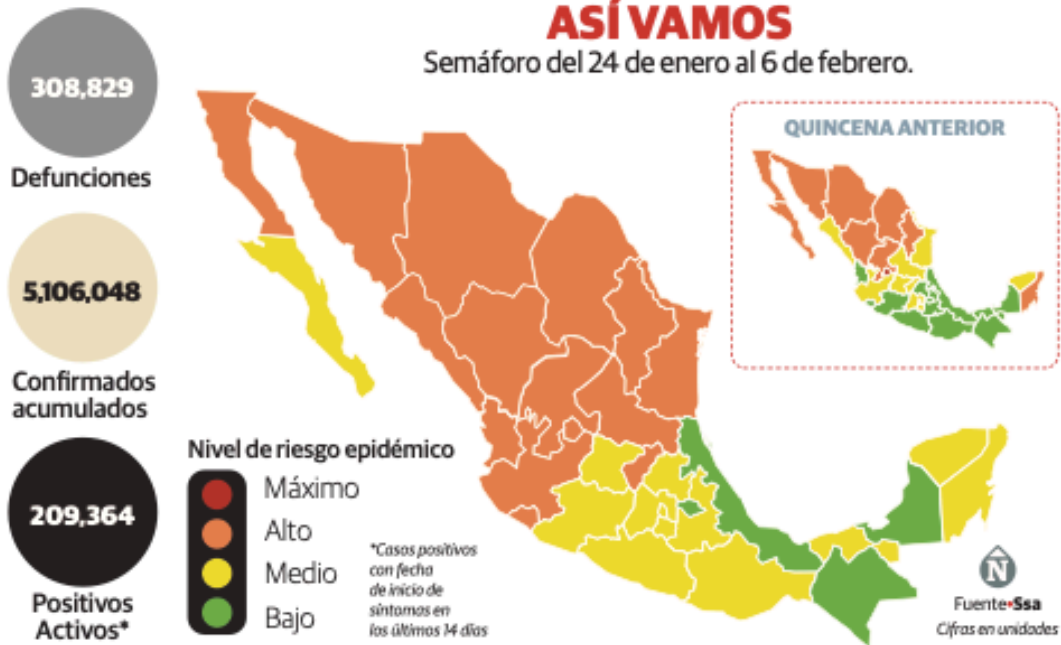 ASÍ VAMOS
Semáforo del 24 de enero al 6 de febrero.
308,829
Defunciones
5,106,048
Confirmados
acumulados
209,364
Positivos
Activos*
QUINCENA ANTERIOR
Nivel de riesgo epidémico
Máximo
Alto
Medio
Bajo
*Casos positivos
con fecha
de inicio de
síntomas en
los últimos 14 días
N
Fuente•Ssa
Cifras en unidades